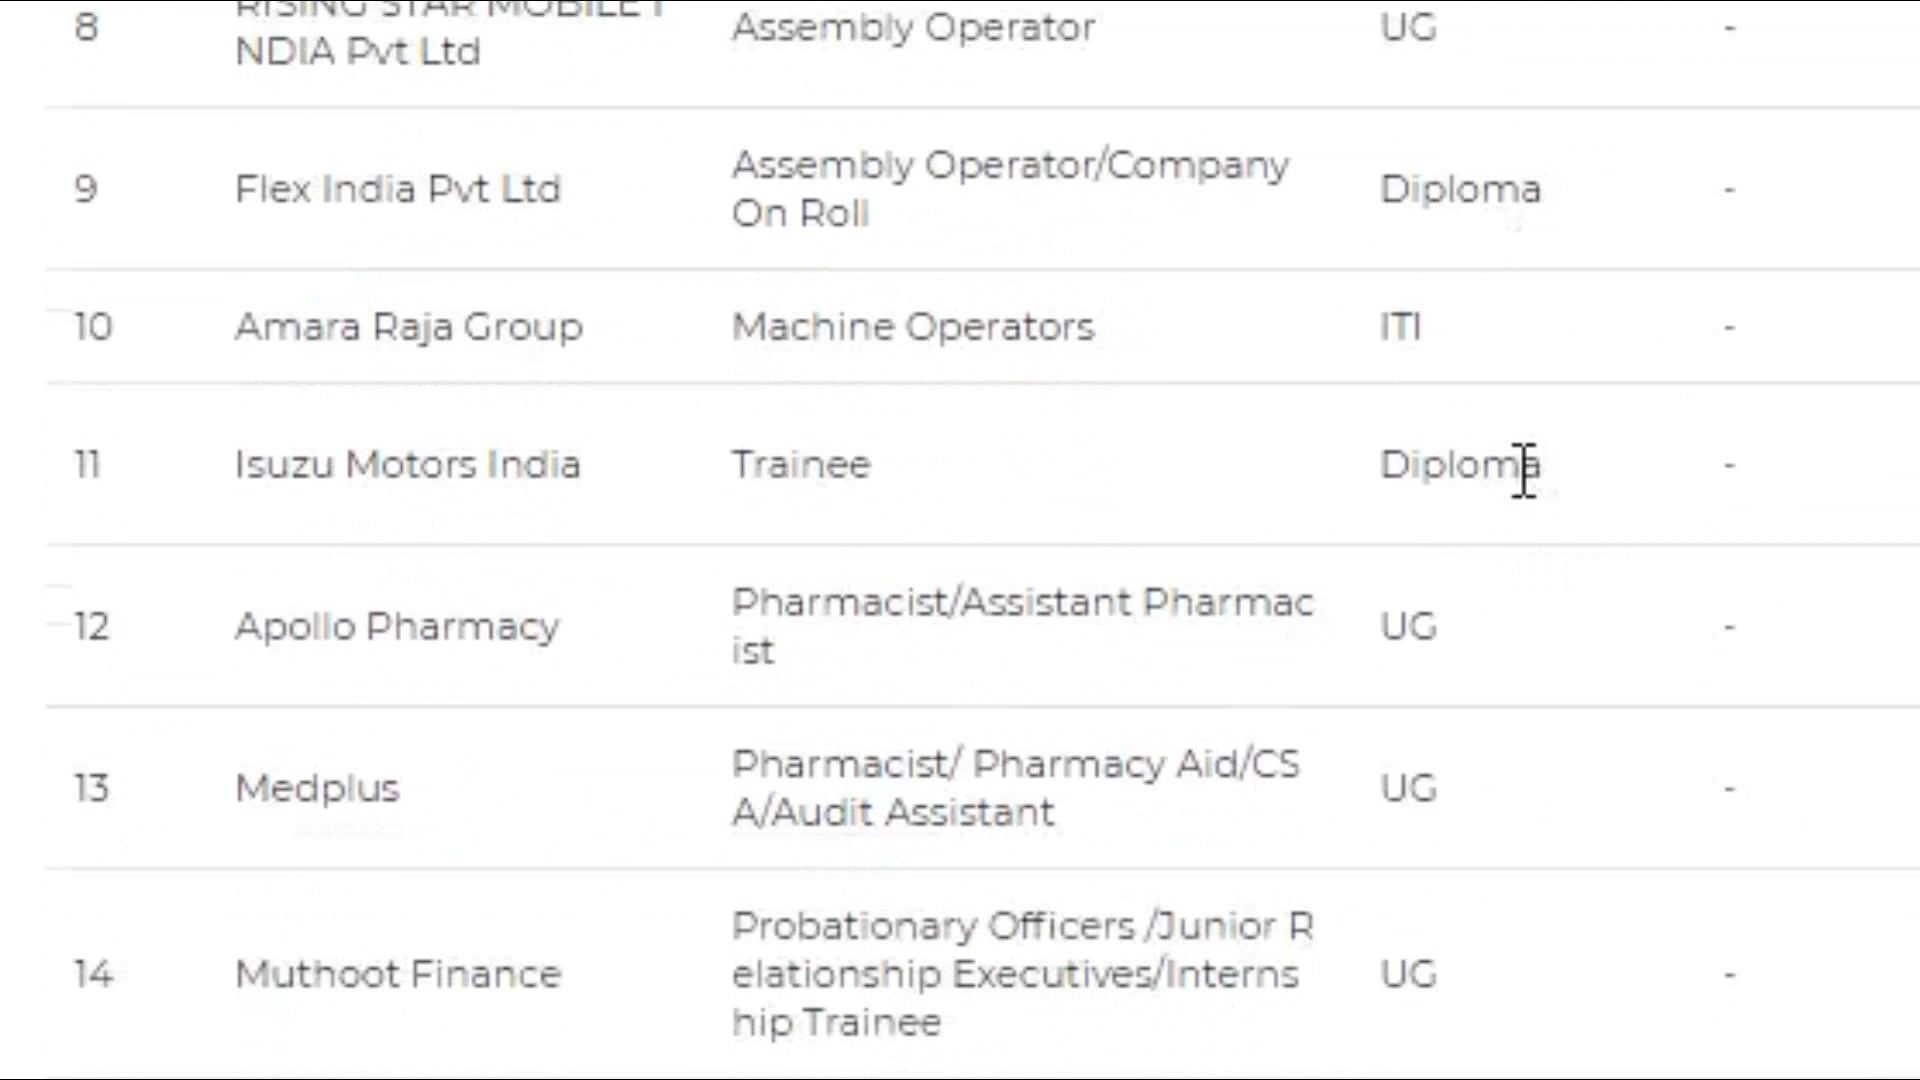 8 RISING STAR MOBILE I Assembly Operator UG -
NDIA Pvt Ltd
9 Flex India Pvt Ltd Assembly Operator/Company Diploma -
On Roll
10 Amara Raja Group Machine Operators ITI -
11 Isuzu Motors India Trainee Diploma -
12 Apollo Pharmacy Pharmacist/Assistant Pharmac UG -
ist
13 Medplus Pharmacist/ Pharmacy Aid/CS UG -
A/Audit Assistant
Probationary Officers /Junior R
14 Muthoot Finance elationship Executives/Interns UG -
hip Trainee